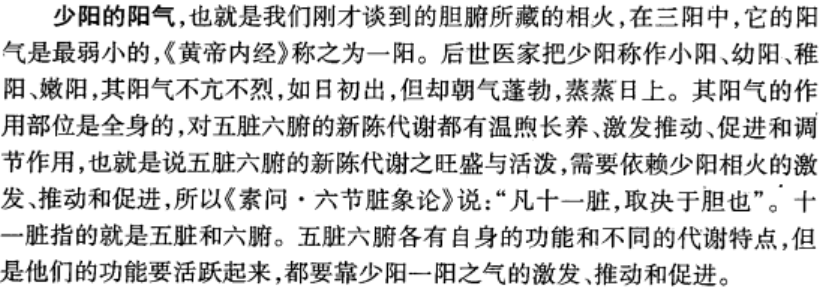 少阳的阳气,也就是我们刚才谈到的胆腑所藏的相火,在三阳中,它的阳
气是最弱小的,《黄帝内经》称之为一阳。后世医家把少阳称作小阳、幼阳、稚
阳、嫩阳,其阳气不亢不烈,如日初出,但却朝气蓬勃,蒸蒸日上。其阳气的作
用部位是全身的,对五脏六腑的新陈代谢都有温煦长养、激发推动、促进和调
节作用,也就是说五脏六腑的新陈代谢之旺盛与活泼,需要依赖少阳相火的激
发、推动和促进,所以《素问·六节脏象论》说:“凡十一脏,取决于胆也”。十
一脏指的就是五脏和六腑。五脏六腑各有自身的功能和不同的代谢特点,但
是他们的功能要活跃起来,都要靠少阳一阳之气的激发、推动和促进。